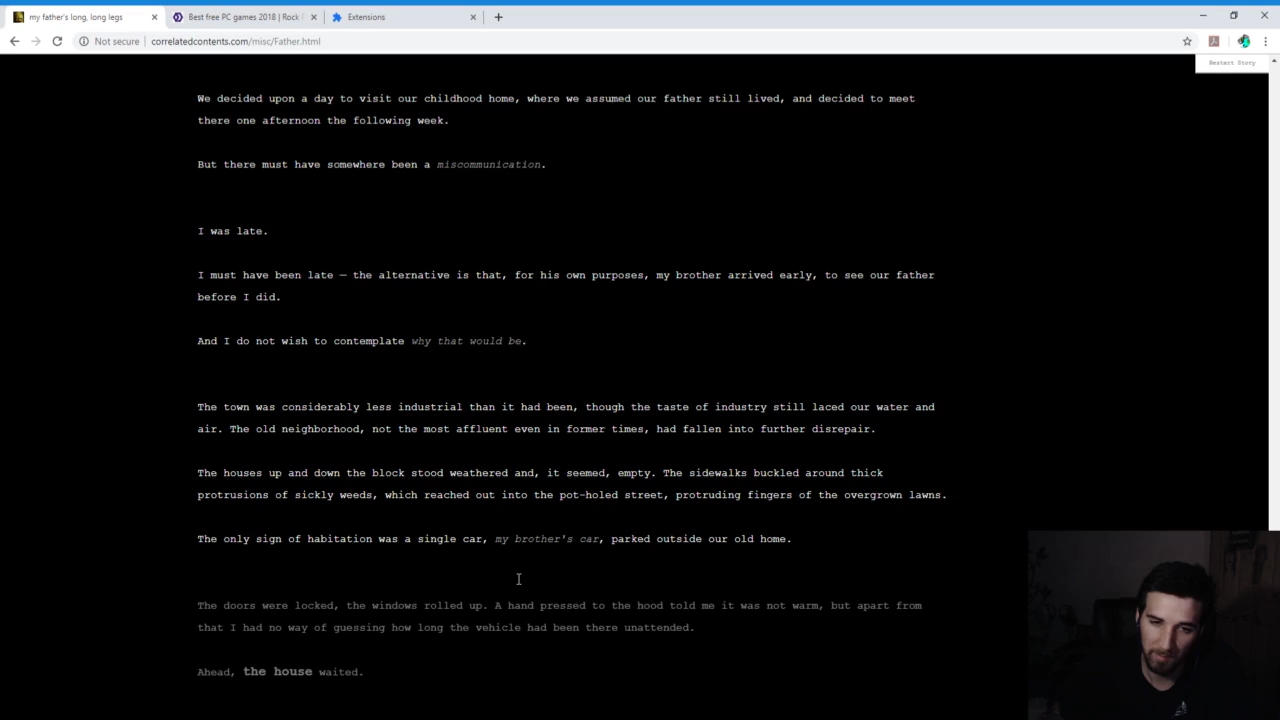 my father's long, long legs
Best free PC games 2018 | Rock
Extensions
Not secure
correlatedcontents.com/misc/Father.html
Restart Story
We decided upon a day to visit our childhood home, where we assumed our father still lived, and decided to meet
there one afternoon the following week.
But there must have somewhere been a miscommunication.
I was late.
I must have been late — the alternative is that, for his own purposes, my brother arrived early, to see our father
before I did.
And I do not wish to contemplate why that would be.
The town was considerably less industrial than it had been, though the taste of industry still laced our water and
air. The old neighborhood, not the most affluent even in former times, had fallen into further disrepair.
The houses up and down the block stood weathered and, it seemed, empty. The sidewalks buckled around thick
protrusions of sickly weeds, which reached out into the pot-holed street, protruding fingers of the overgrown lawns.
The only sign of habitation was a single car, my brother's car, parked outside our old home.
The doors were locked, the windows rolled up. A hand pressed to the hood told me it was not warm, but apart from
that I had no way of guessing how long the vehicle had been there unattended.
Ahead, the house waited.